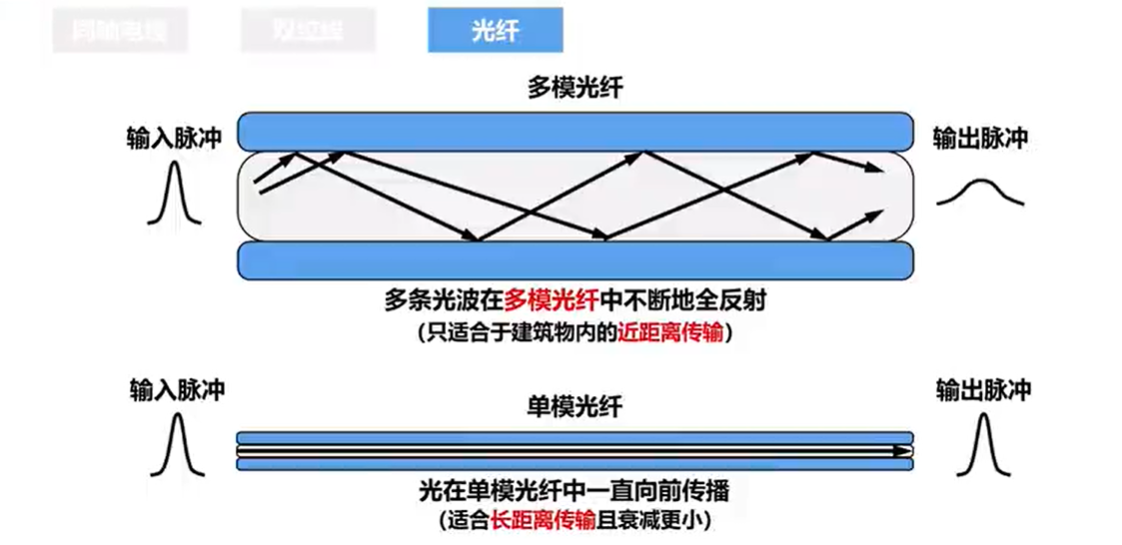 同轴电缆 双绞线 光纤
多模光纤
输入脉冲 输出脉冲
多条光波在多模光纤中不断地全反射
（只适合于建筑物内的近距离传输）
输入脉冲 单模光纤 输出脉冲
光在单模光纤中一直向前传播
（适合长距离传输且衰减更小）